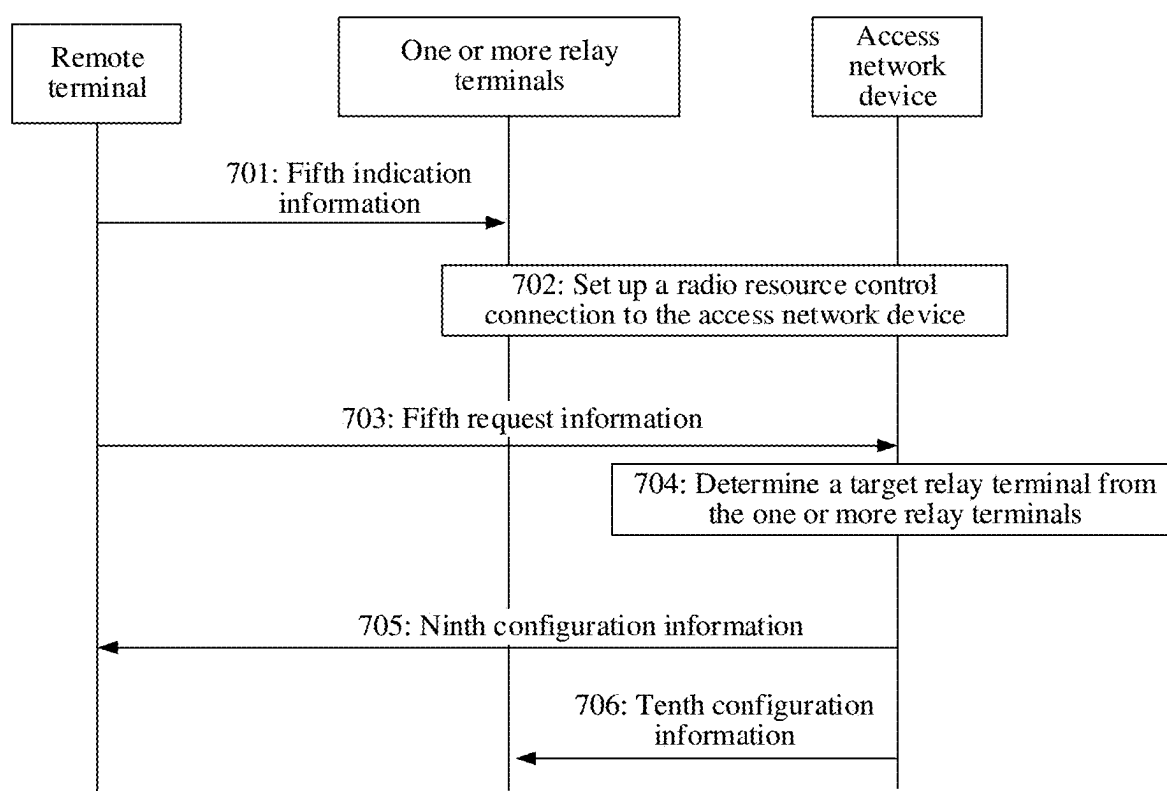 Remote
terminal
One or more relay
terminals
Access
network
device
701: Fifth indication
information
702: Set up a radio resource control
connection to the access network device
703: Fifth request information
704: Determine a target relay terminal from
the one or more relay terminals
705: Ninth configuration information
706: Tenth configuration
information